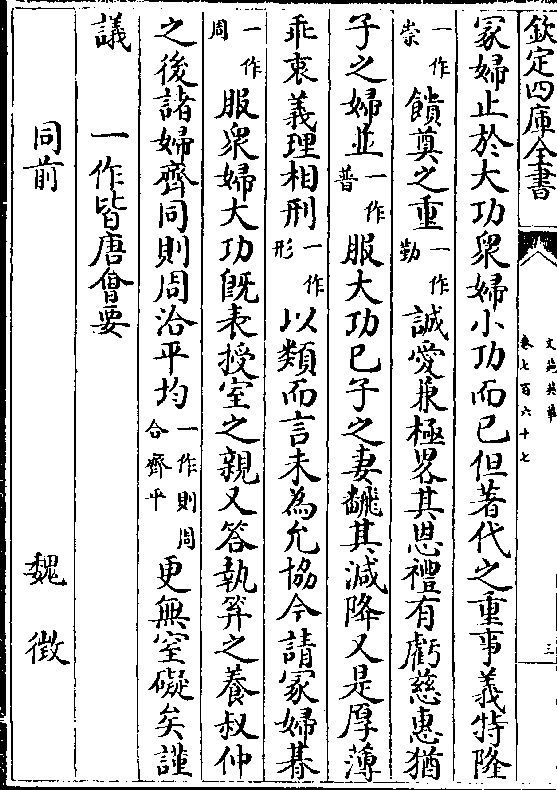 欽定四庫全書
文苑英華
卷七百六十七
三
冢婦止於大功衆婦小功而已但著代之重事義特隆
一作崇饋奠之重一作勤誠愛兼極畧其恩禮有虧慈惠猶
子之婦並一作普服大功已子之妻翻其減降又是厚薄
乖衷義理相刑一作形以類而言未為允協今請冢婦朞
一作周服衆婦大功既表授室之親又答執笲之養叔仲
之後諸婦齊同則周洽平均一作則周合齊平更無窒礙矣謹
議 一作皆唐會要
同前 魏徵